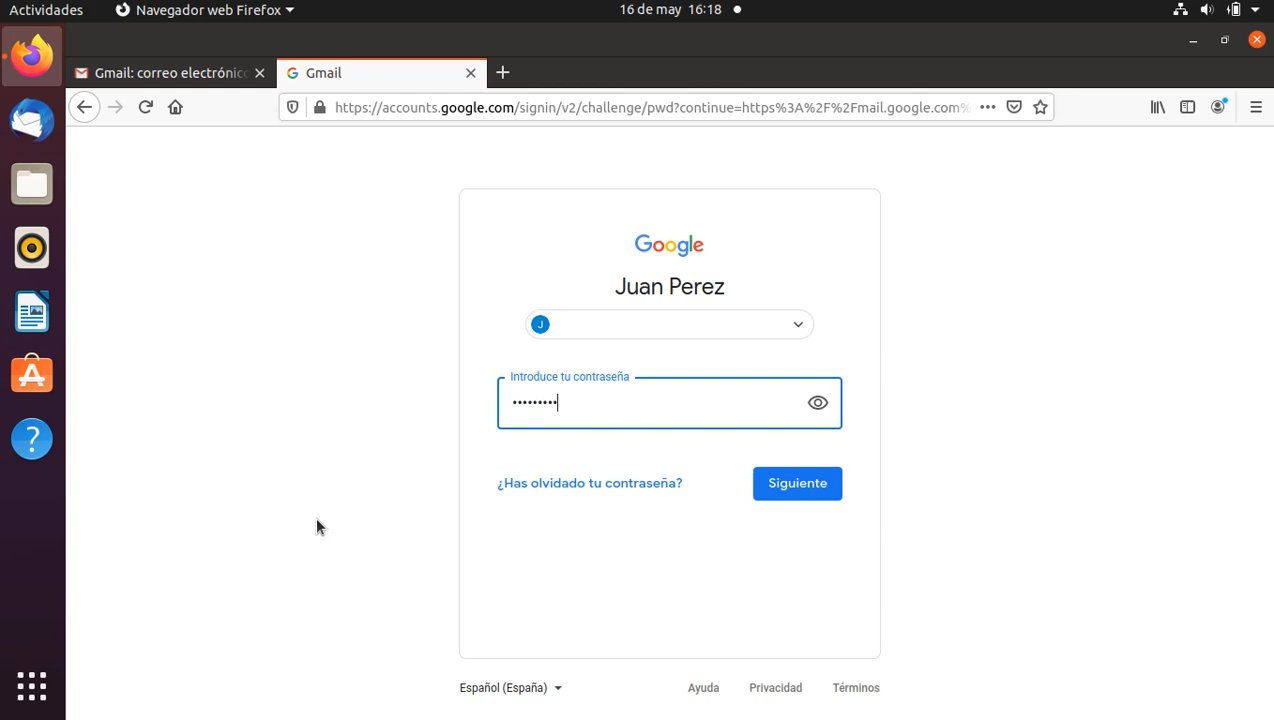 Actividades
Navegador web Firefox
16 de may 16:18
Gmail: correo electrónic
Gmail
https://accounts.google.com/signin/v2/challenge/pwd?continue=https%3A%2F%2Fmail.google.com%
Google
Juan Perez
J
Introduce tu contraseña
•••••••••
¿Has olvidado tu contraseña?
Siguiente
Español (España)
Ayuda
Privacidad
Términos